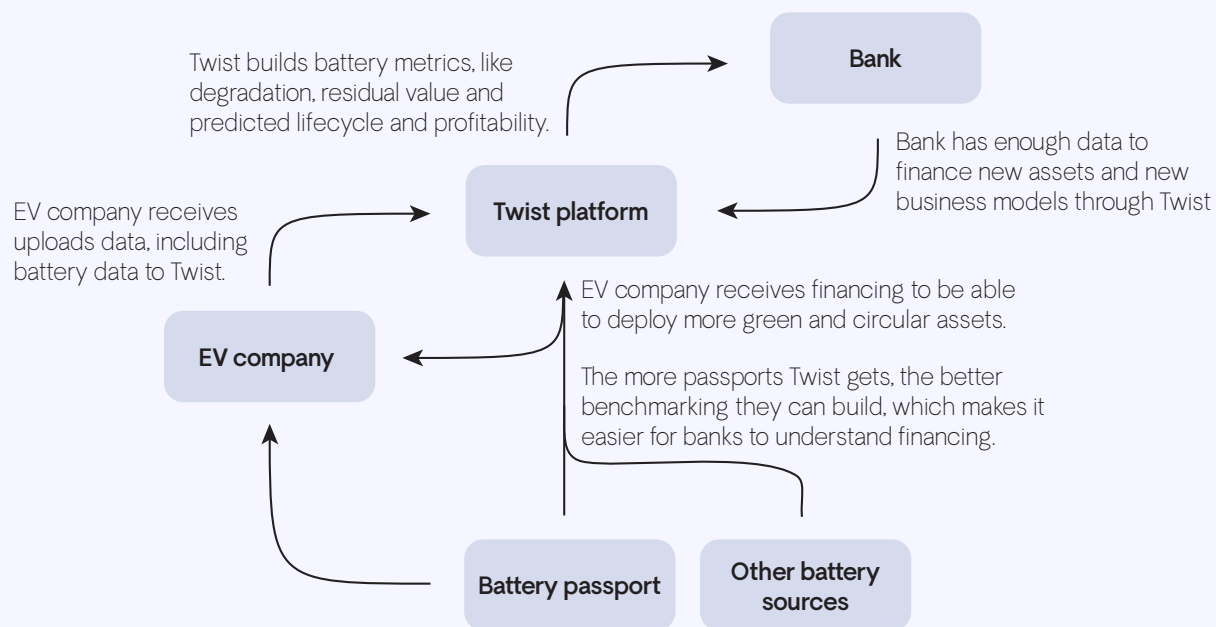 Bank
Twist builds battery metrics, like
degradation, residual value and
predicted lifecycle and profitability.
Bank has enough data to
finance new assets and new
business models through Twist
Twist platform
EV company receives
uploads data, including
battery data to Twist.
EV company receives financing to be able
to deploy more green and circular assets.
EV company
The more passports Twist gets, the better
benchmarking they can build, which makes it
easier for banks to understand financing.
Battery passport
Other battery
sources